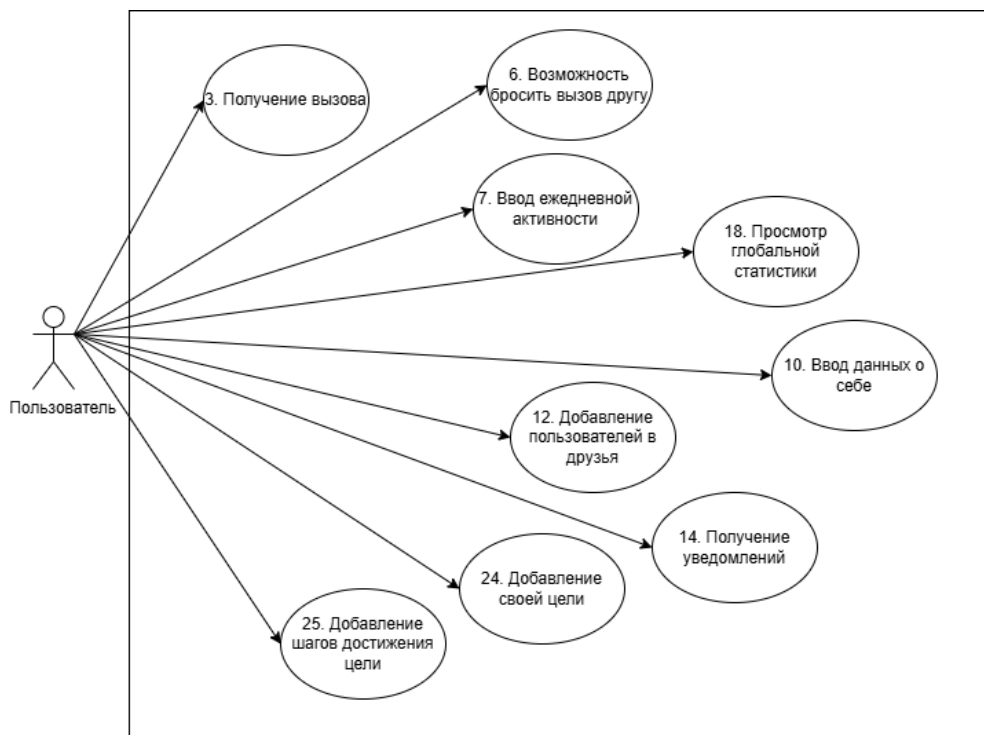 3. Получение вызова
6. Возможность
бросить вызов другу
7. Ввод ежедневной
активности
18. Просмотр
глобальной
статистики
10. Ввод данных о
себе
Пользователь
12. Добавление
пользователей в
друзья
14. Получение
уведомлений
24. Добавление
своей цели
25. Добавление
шагов достижения
цели